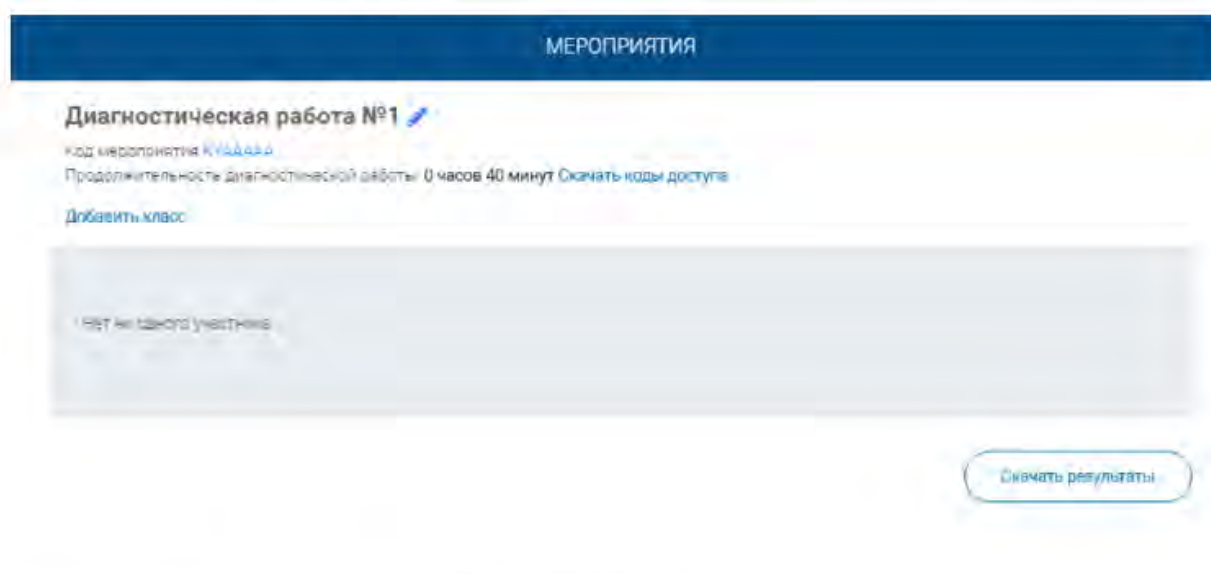 МЕРОПРИЯТИЯ
Диагностическая работа №1
Код мероприятия
Продолжительность диагностической работы: 0 часов 40 минут Скачать коды доступа
Добавить класс
Нет ни одного участника
Скачать результаты